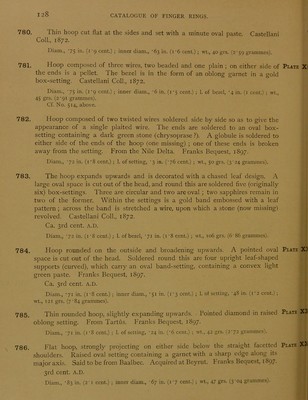 128 CATALOGUE OF FINGER RINGS.
780. Thin hoop cut flat at the sides and set with a minute oval paste. Castellani
Coll., 1872.
Diam., ·75 in. (1·9 cent.); inner diam., ·63 in. (1·6 cent.); wt., 40 grs. (2·59 grammes).
781. Hoop composed of three wires, two beaded and one plain; on either side of PLATE X
the ends is a pellet. The bezel is in the form of an oblong garnet in a gold
box-setting. Castellani Coll., 1872.
Diam., ·75 in. (1·9 cent.); inner diam., ·6 in. (1·5 cent.); l. of bezel, ·4 in. (1 cent.); wt.,
45 grs. (2·91 grammes).
Cf. No. 514, above.
782. Hoop composed of two twisted wires soldered side by side so as to give the
appearance of a single plaited wire. The ends are soldered to an oval box-
setting containing a dark green stone (chrysoprase?). A globule is soldered to
either side of the ends of the hoop (one missing); one of these ends is broken
away from the setting. From the Nile Delta. Franks Bequest, 1897.
Diam., ·72 in. (1·8 cent.); l. of setting, ·3 in. (·76 cent.); wt., 50 grs. (3·24 grammes).
783. The hoop expands upwards and is decorated with a chased leaf design. A
large oval space is cut out of the head, and round this are soldered five (originally
six) box-settings. Three are circular and two are oval; two sapphires remain in
two of the former. Within the settings is a gold band embossed with a leaf
pattern; across the band is stretched a wire, upon which a stone (now missing)
revolved. Castellani Coll., 1872.
Ca. 3rd cent. A.D.
Diam., ·72 in. (1·8 cent.); l. of head, ·71 in. (1·8 cent.); wt., 106 grs. (6·86 grammes).
784. Hoop rounded on the outside and broadening upwards. A pointed oval PLATE X
space is cut out of the head. Soldered round this are four upright leaf-shaped
supports (curved), which carry an oval band-setting, containing a convex light
green paste. Franks Bequest, 1897.
Ca. 3rd cent. A.D.
Diam., ·71 in. (1·8 cent.); inner diam., ·51 in. (1·3 cent.); l. of setting, ·48 in. (1·2 cent.);
wt., 121 grs. (7·84 grammes).
785. Thin rounded hoop, slightly expanding upwards. Pointed diamond in raised PLATE X
oblong setting. From Tartûs. Franks Bequest, 1897.
Diam., ·71 in. (1·8 cent.); l. of setting, ·24 in. (·6 cent.); wt., 42 grs. (2·72 grammes).
786. Flat hoop, strongly projecting on either side below the straight facetted PLATE X
shoulders. Raised oval setting containing a garnet with a sharp edge along its
major axis. Said to be from Baalbec. Acquired at Beyrut. Franks Bequest, 1897.
3rd cent. A.D.
Diam., ·83 in. (2·1 cent.); inner diam., ·67 in. (1·7 cent.); wt., 47 grs. (3·04 grammes).